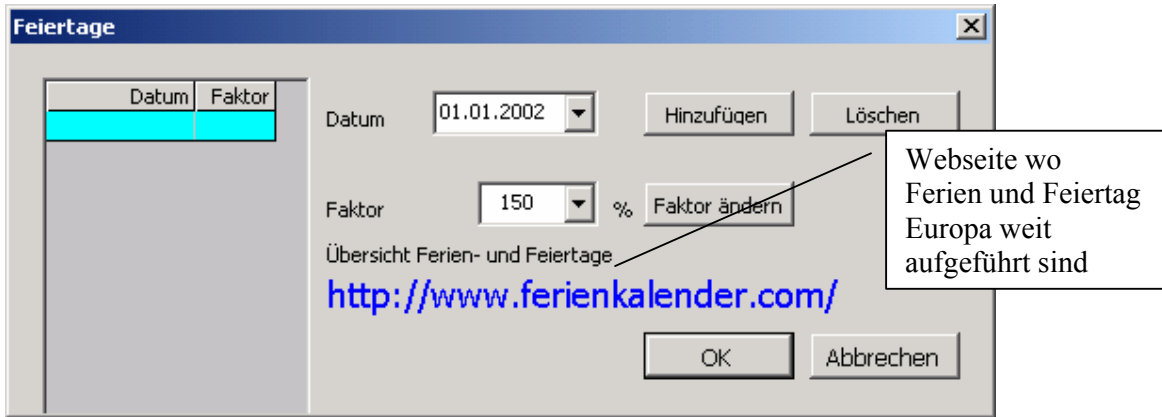 Feiertage
Datum Faktor
Datum 01.01.2002 Hinzufügen Löschen
Faktor 150 % Faktor ändern
Übersicht Ferien- und Feiertage
http://www.ferienkalender.com/
OK Abbrechen
Webseite wo
Ferien und Feiertag
Europa weit
aufgeführt sind